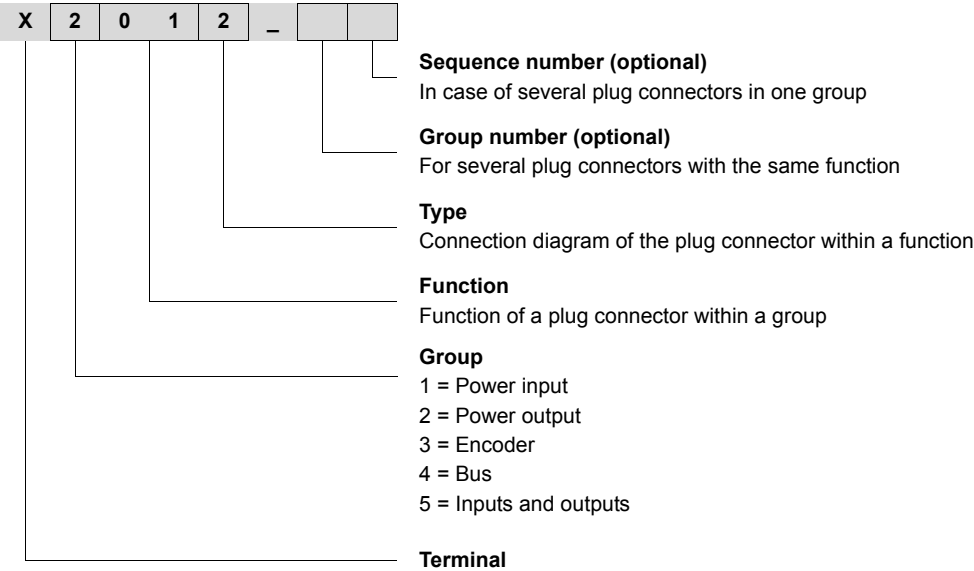 X 2 0 1 2 _
Sequence number (optional)
In case of several plug connectors in one group
Group number (optional)
For several plug connectors with the same function
Type
Connection diagram of the plug connector within a function
Function
Function of a plug connector within a group
Group
1 = Power input
2 = Power output
3 = Encoder
4 = Bus
5 = Inputs and outputs
Terminal